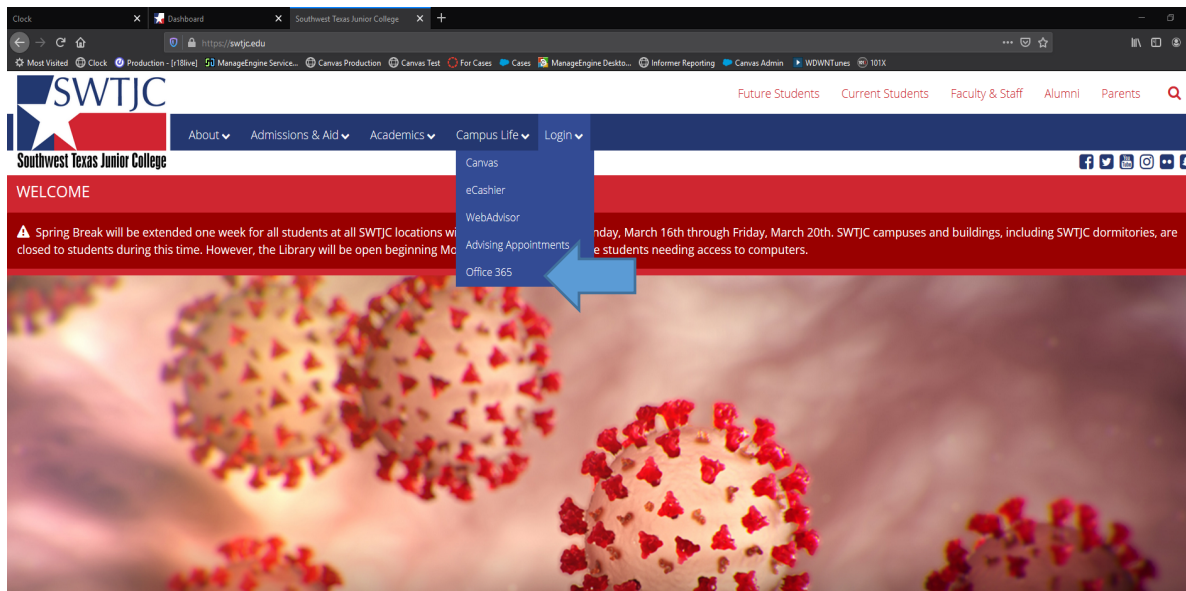 Clock
Dashboard
Southwest Texas Junior College
https://swtjc.edu
Most Visited Clock Production - [r18live] ManageEngine Service... Canvas Production Canvas Test For Cases Cases ManageEngine Deskto... Informer Reporting Canvas Admin WDWNTunes 101X
SWTJC
Future Students Current Students Faculty & Staff Alumni Parents
About Admissions & Aid Academics Campus Life Login
Southwest Texas Junior College
Canvas
eCashier
WebAdvisor
Advising Appointments
Office 365
WELCOME
Spring Break will be extended one week for all students at all SWTJC locations wi nday, March 16th through Friday, March 20th. SWTJC campuses and buildings, including SWTJC dormitories, are
closed to students during this time. However, the Library will be open beginning Mo e students needing access to computers.